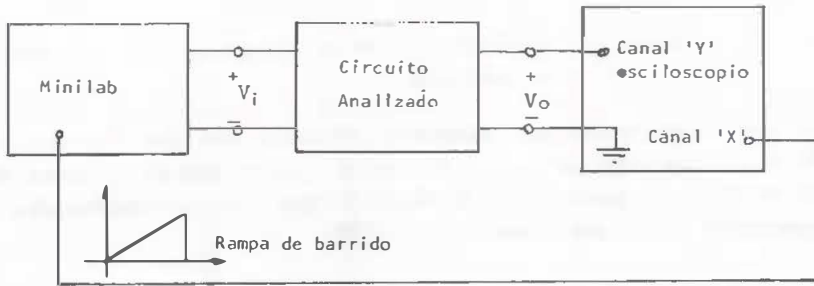 Minilab
+
Vi
-
Circuito
Analizado
+
Vo
-
Canal 'Y'
osciloscopio
Canal 'X'
Rampa de barrido